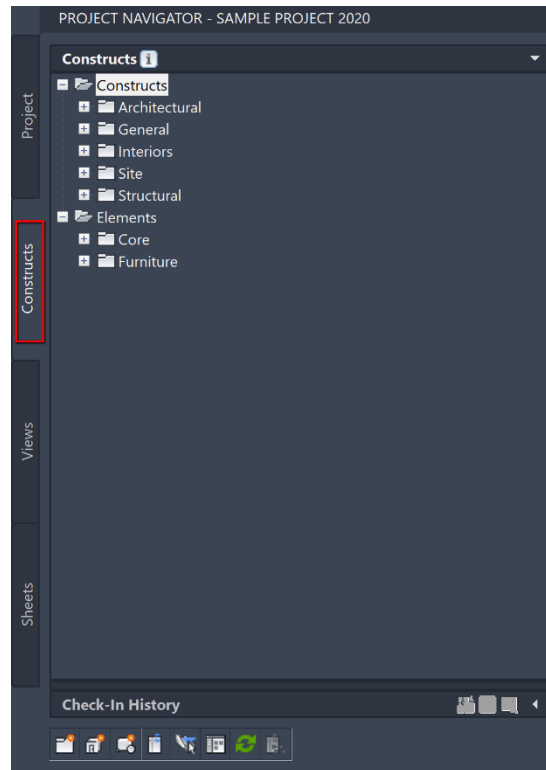 PROJECT NAVIGATOR - SAMPLE PROJECT 2020
Project
Constructs
Views
Sheets
Constructs i
Constructs
Architectural
General
Interiors
Site
Structural
Elements
Core
Furniture
Check-In History